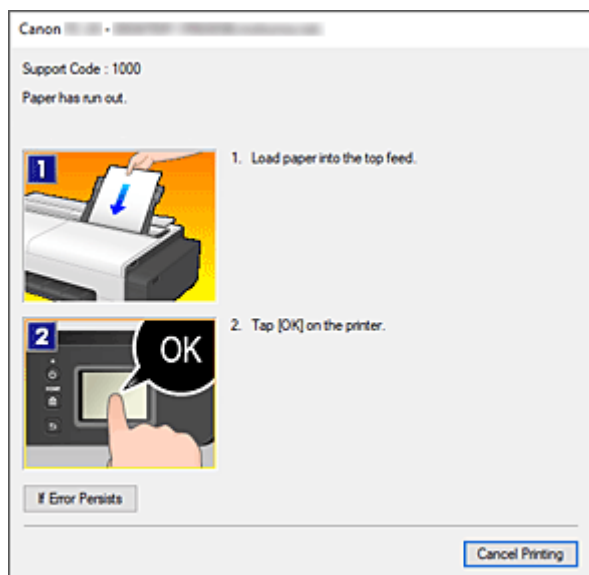 Canon -
Support Code : 1000
Paper has run out.
1
1. Load paper into the top feed.
2
OK
2. Tap [OK] on the printer.
HOME
If Error Persists
Cancel Printing